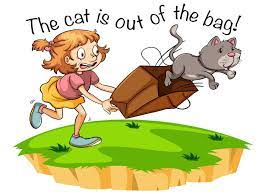 The cat is out of the bag!